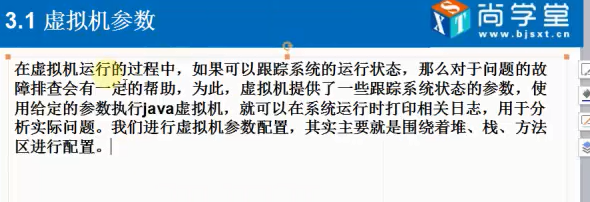 3.1 虚拟机参数
尚学堂
XT
www.bjsxt.cn
在虚拟机运行的过程中，如果可以跟踪系统的运行状态，那么对于问题的故
障排查会有一定的帮助，为此，虚拟机提供了一些跟踪系统状态的参数，使
用给定的参数执行java虚拟机，就可以在系统运行时打印相关日志，用于分
析实际问题。我们进行虚拟机参数配置，其实主要就是围绕着堆、栈、方法
区进行配置。